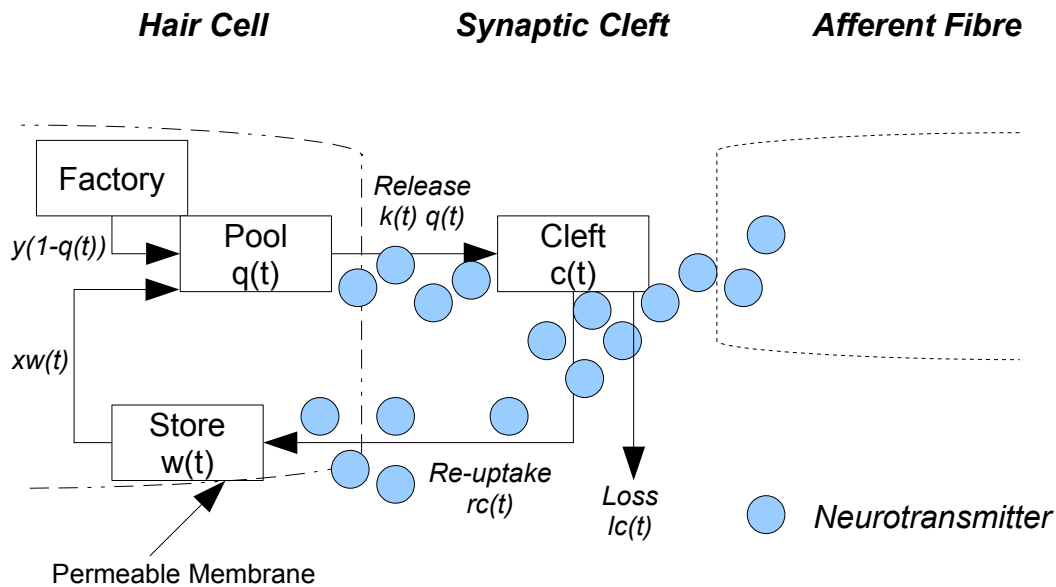 Hair Cell
Synaptic Cleft
Afferent Fibre
Factory
Release
k(t) q(t)
y(1-q(t))
Pool
q(t)
Cleft
c(t)
xw(t)
Store
w(t)
Re-uptake
rc(t)
Loss
lc(t)
Neurotransmitter
Permeable Membrane